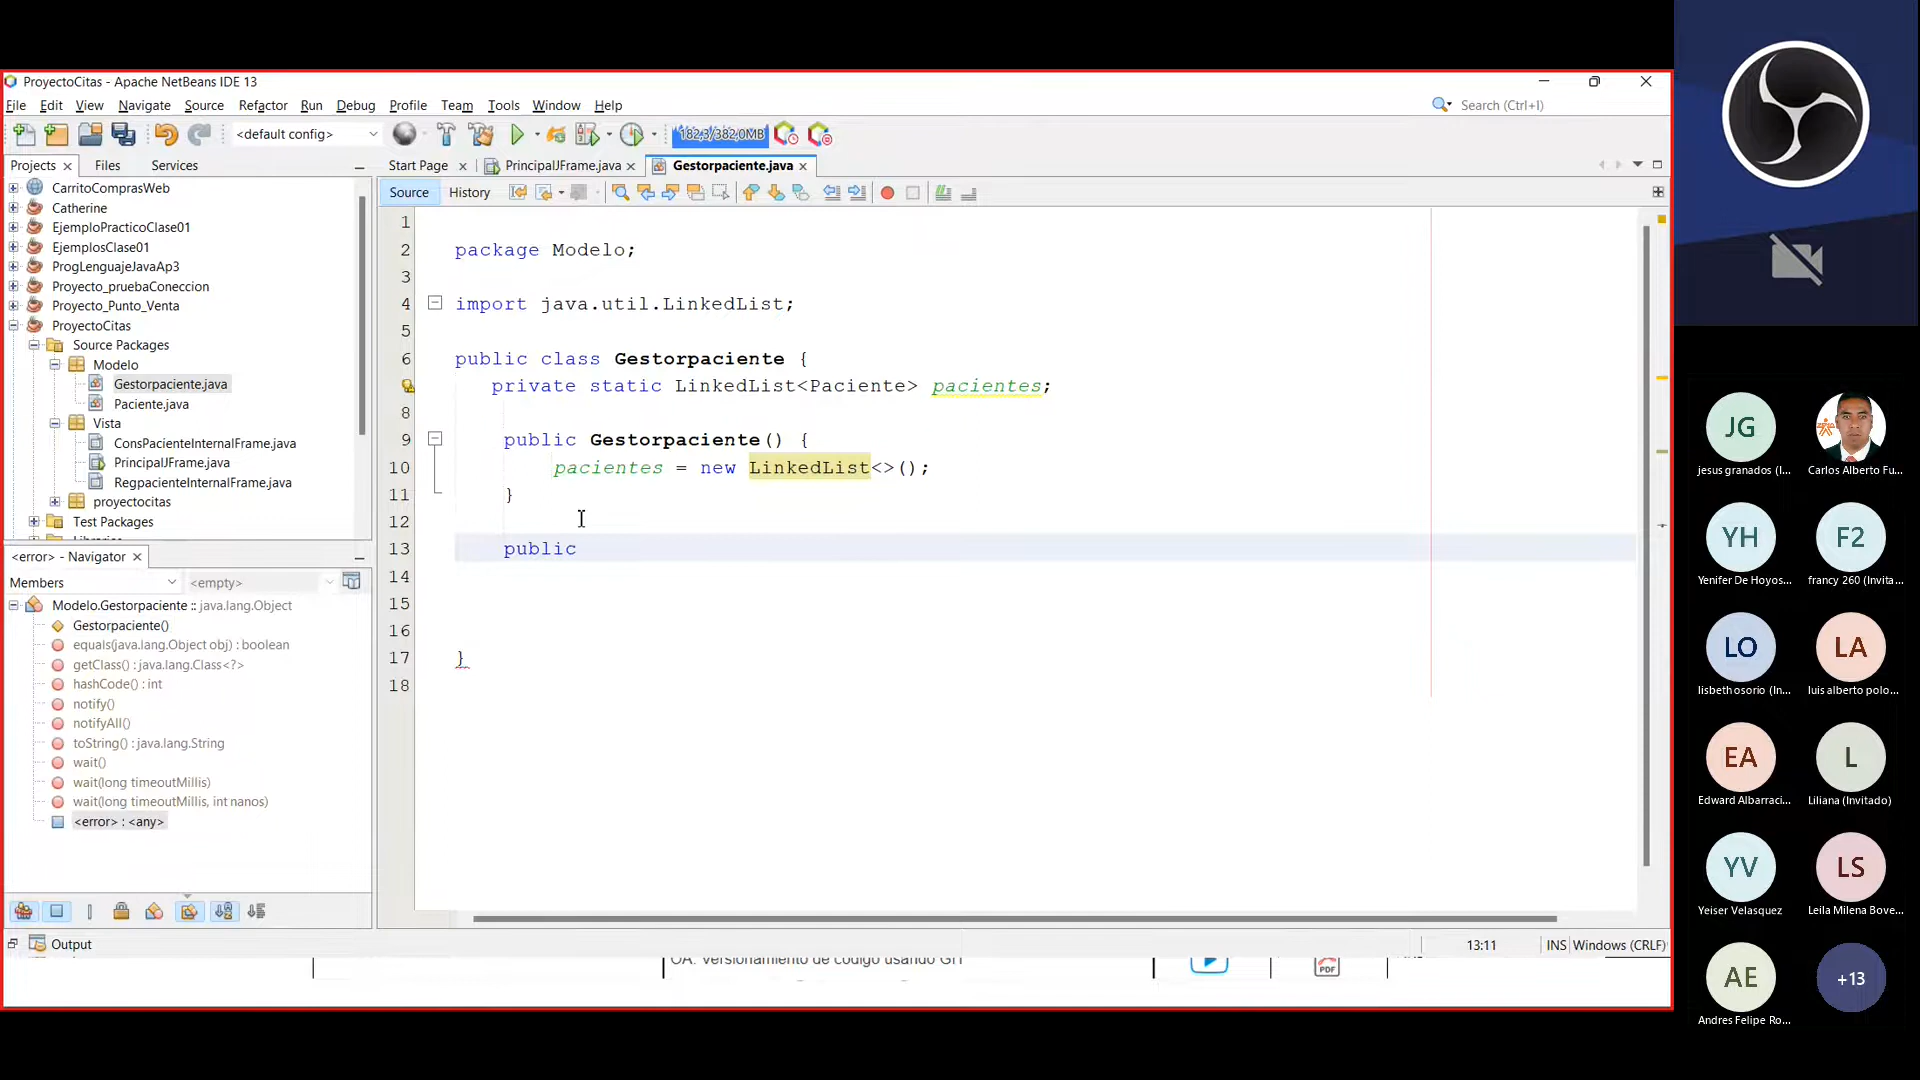 ProyectoCitas - Apache NetBeans IDE 13
File Edit View Navigate Source Refactor Run Debug Profile Team Tools Window Help
Search (Ctrl+I)
<default config>
182,3/382,0MB
Projects
Files
Services
Start Page
PrincipalJFrame.java
Gestorpaciente.java
Source
History
CarritoComprasWeb
Catherine
EjemploPracticoClase01
EjemplosClase01
ProgLenguajeJavaAp3
Proyecto_pruebaConeccion
Proyecto_Punto_Venta
ProyectoCitas
Source Packages
Modelo
Gestorpaciente.java
Paciente.java
Vista
ConsPacienteInternalFrame.java
PrincipalJFrame.java
RegpacienteInternalFrame.java
proyectocitas
Test Packages
<error> - Navigator
Members
<empty>
Modelo.Gestorpaciente :: java.lang.Object
Gestorpaciente()
equals(java.lang.Object obj) : boolean
getClass() : java.lang.Class<?>
hashCode() : int
notify()
notifyAll()
toString() : java.lang.String
wait()
wait(long timeoutMillis)
wait(long timeoutMillis, int nanos)
<error> : <any>
1
2 package Modelo;
3
4 import java.util.LinkedList;
5
6 public class Gestorpaciente {
private static LinkedList<Paciente> pacientes;
8
9 public Gestorpaciente() {
10 pacientes = new LinkedList<>();
11 }
12
13 public
14
15
16
17 }
18
Output
13:11
INS
Windows (CRLF)
OA. Versionamiento de código usando GIT
PDF
JG
jesus granados (I...
Carlos Alberto Fu...
YH
Yenifer De Hoyos...
F2
francy 260 (Invita...
LO
lisbeth osorio (In...
LA
luis alberto polo...
EA
Edward Albarraci...
L
Liliana (Invitado)
YV
Yeiser Velasquez
LS
Leila Milena Bove...
AE
Andres Felipe Ro...
+13